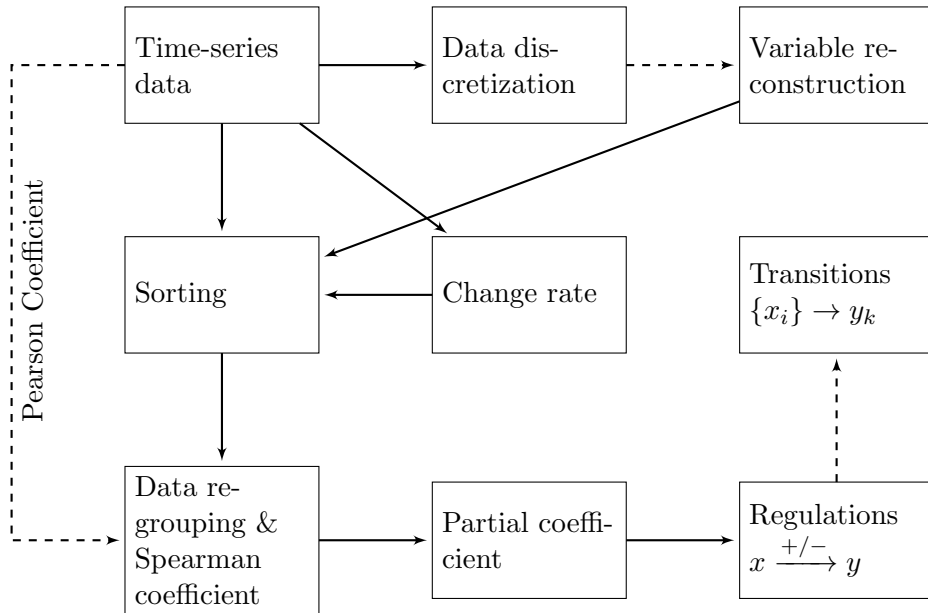 Time-series
data
Data dis-
cretization
Variable re-
construction
Pearson Coefficient
Sorting
Change rate
Transitions
{x_i} → y_k
Data re-
grouping &
Spearman
coefficient
Partial coeffi-
cient
Regulations
x +/-→ y